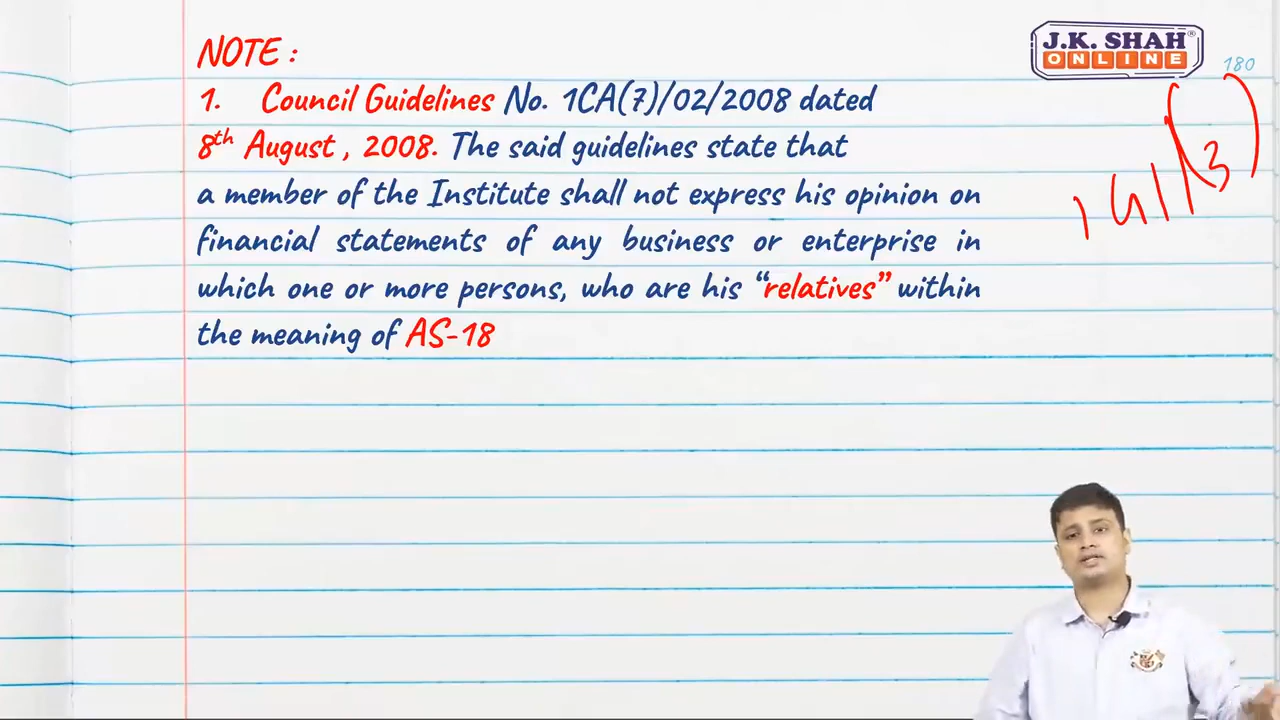 NOTE :
J.K. SHAH®
ONLINE
180
1. Council Guidelines No. 1CA(7)/02/2008 dated
8th August, 2008. The said guidelines state that
a member of the Institute shall not express his opinion on
financial statements of any business or enterprise in
which one or more persons, who are his “relatives” within
the meaning of AS-18
141(3)